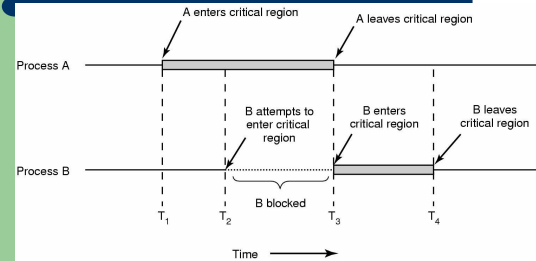 A enters critical region
A leaves critical region
Process A
B attempts to
enter critical
region
B enters
critical region
B leaves
critical region
Process B
B blocked
T1
T2
T3
T4
Time